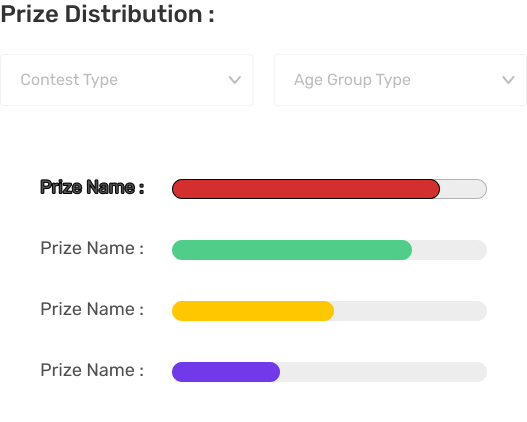 Prize Distribution :
Contest Type
Age Group Type
Prize Name :
Prize Name :
Prize Name :
Prize Name :